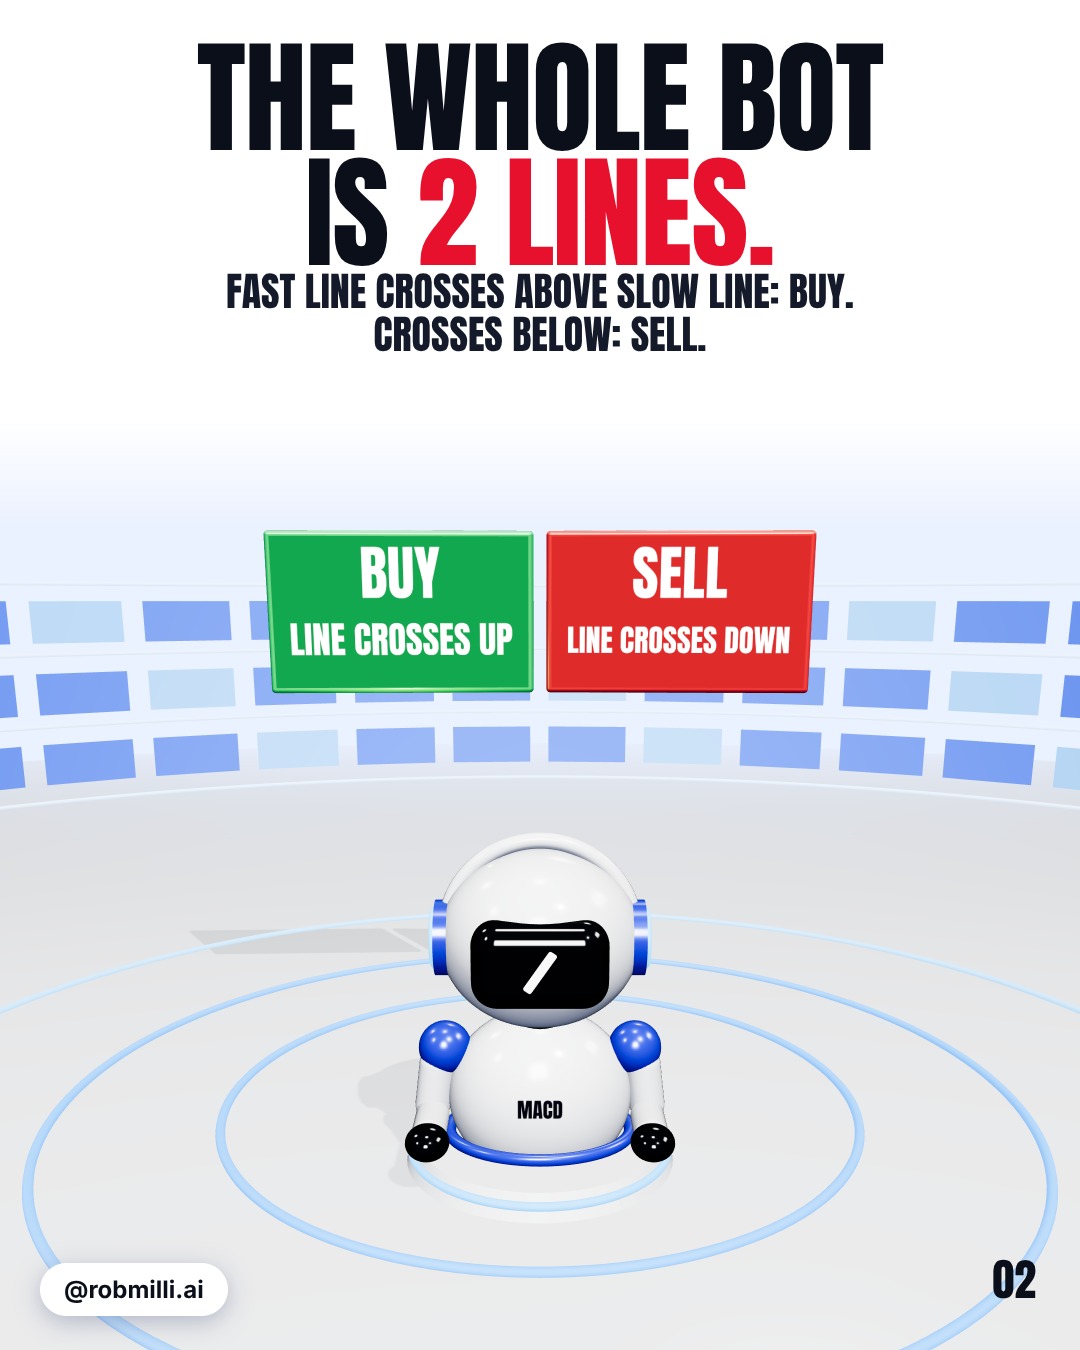 THE WHOLE BOT
IS 2 LINES.
FAST LINE CROSSES ABOVE SLOW LINE: BUY.
CROSSES BELOW: SELL.
BUY
LINE CROSSES UP
SELL
LINE CROSSES DOWN
MACD
@robmilli.ai
02